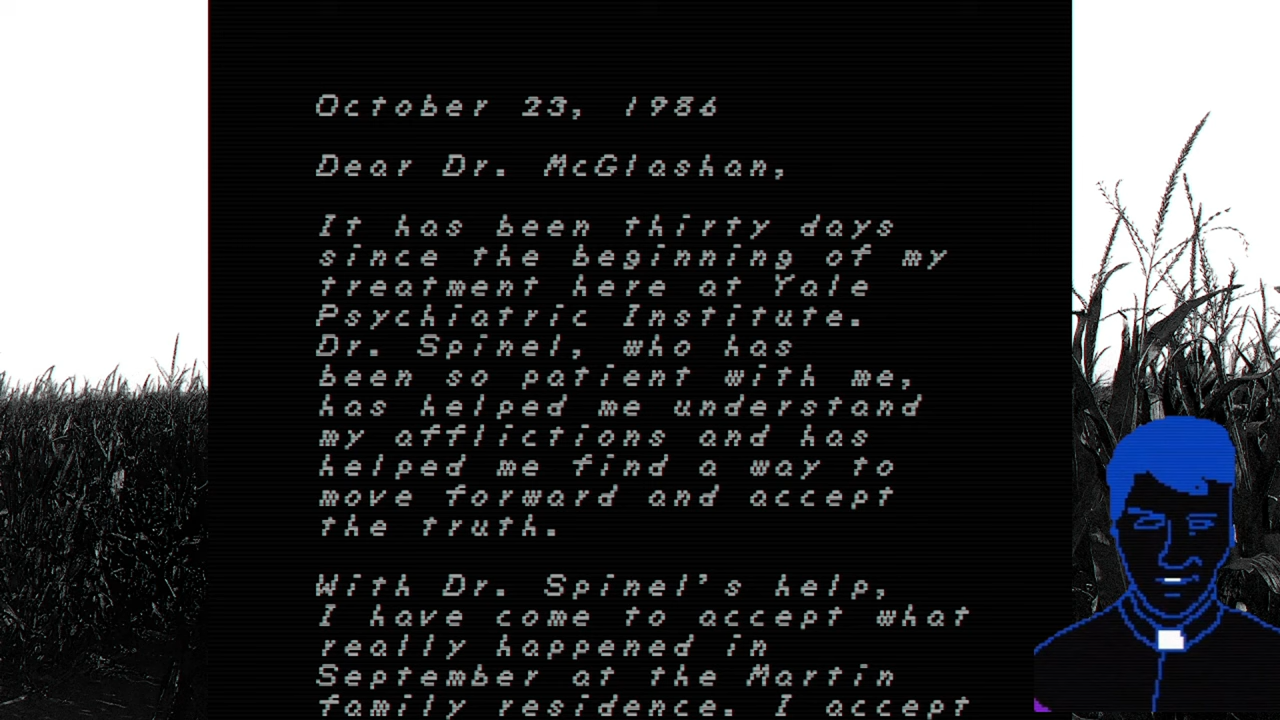 October 23, 1986
Dear Dr. McGlashan,
It has been thirty days
since the beginning of my
treatment here at Yale
Psychiatric Institute.
Dr. Spinel, who has
been so patient with me,
has helped me understand
my afflictions and has
helped me find a way to
move forward and accept
the truth.
With Dr. Spinel's help,
I have come to accept what
really happened in
September at the Martin
family residence. I accept